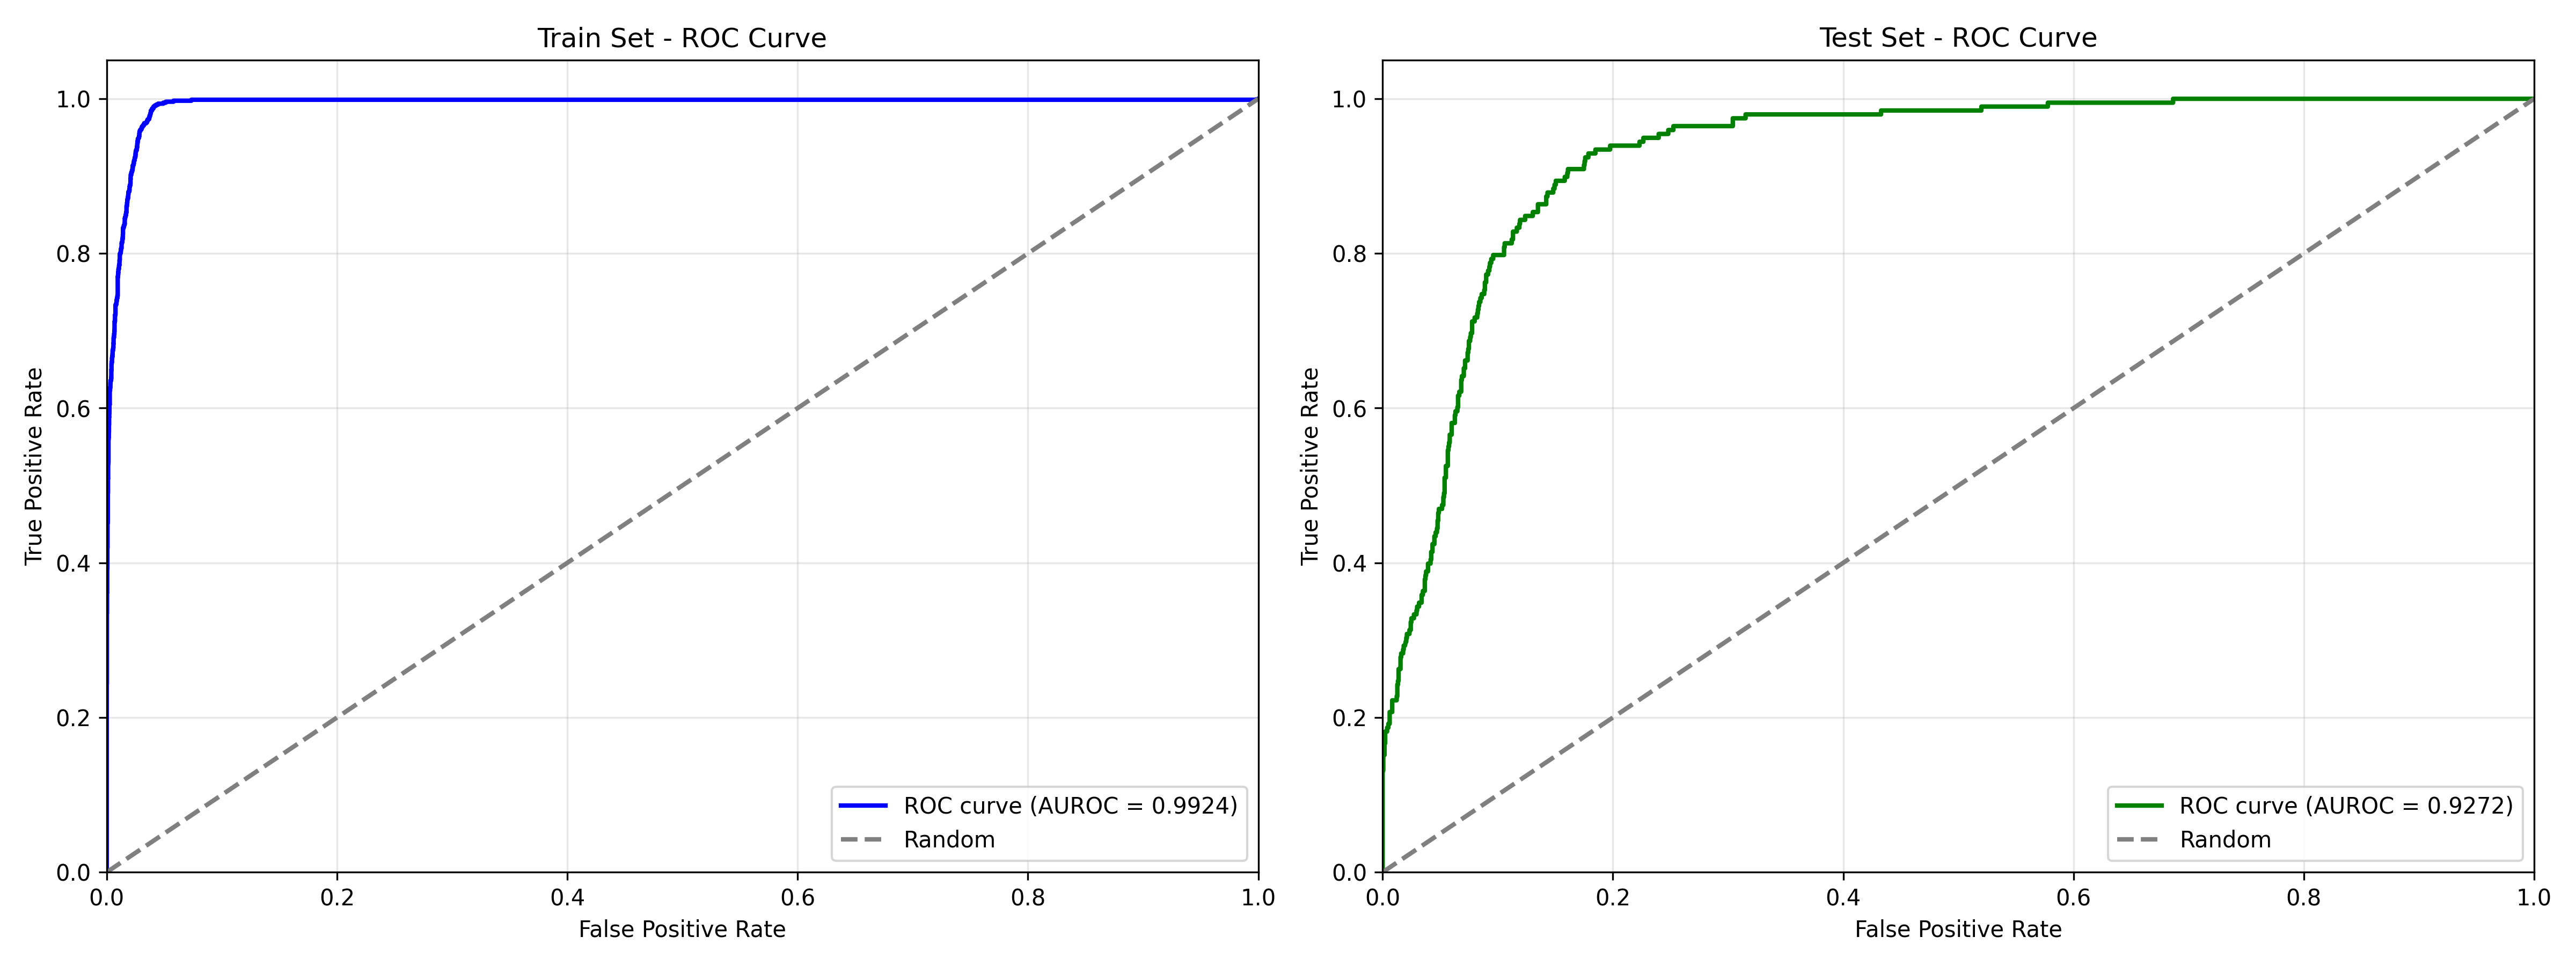 Train Set - ROC Curve
True Positive Rate
1.0
0.8
0.6
0.4
0.2
0.0
0.0 0.2 0.4 0.6 0.8 1.0
False Positive Rate
ROC curve (AUROC = 0.9924)
Random
Test Set - ROC Curve
True Positive Rate
1.0
0.8
0.6
0.4
0.2
0.0
0.0 0.2 0.4 0.6 0.8 1.0
False Positive Rate
ROC curve (AUROC = 0.9272)
Random